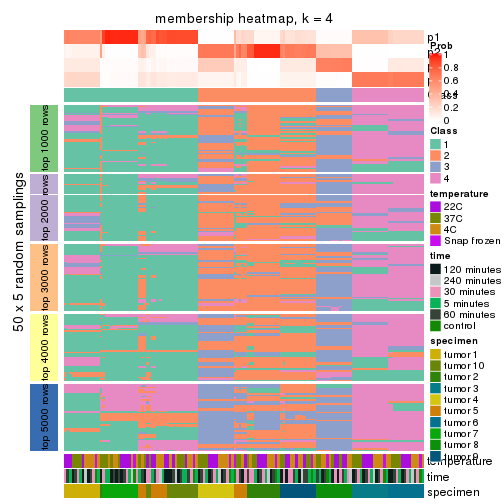 membership heatmap, k = 4
p1
p2
Prob
1
0.8
0.6
0.4
0.2
0
Class
1
2
3
4
temperature
22C
37C
4C
Snap frozen
time
120 minutes
240 minutes
30 minutes
5 minutes
60 minutes
control
specimen
tumor 1
tumor 10
tumor 2
tumor 3
tumor 4
tumor 5
tumor 6
tumor 7
tumor 8
tumor 9
temperature
time
specimen
50 x 5 random samplings
top 1000 rows
top 2000 rows
top 3000 rows
top 4000 rows
top 5000 rows